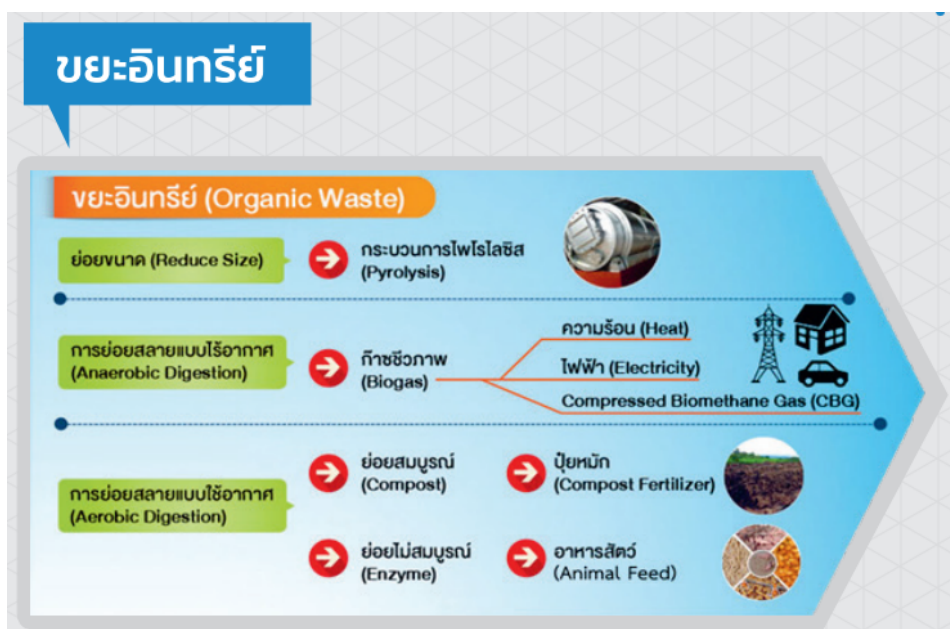 ขยะอินทรีย์
ขยะอินทรีย์ (Organic Waste)
ย่อยขนาด (Reduce Size)
กระบวนการไพโรไลซิส
(Pyrolysis)
การย่อยสลายแบบไร้อากาศ
(Anaerobic Digestion)
ก๊าซชีวภาพ
(Biogas)
ความร้อน (Heat)
ไฟฟ้า (Electricity)
Compressed Biomethane Gas (CBG)
การย่อยสลายแบบใช้อากาศ
(Aerobic Digestion)
ย่อยสมบูรณ์
(Compost)
ปุ๋ยหมัก
(Compost Fertilizer)
ย่อยไม่สมบูรณ์
(Enzyme)
อาหารสัตว์
(Animal Feed)